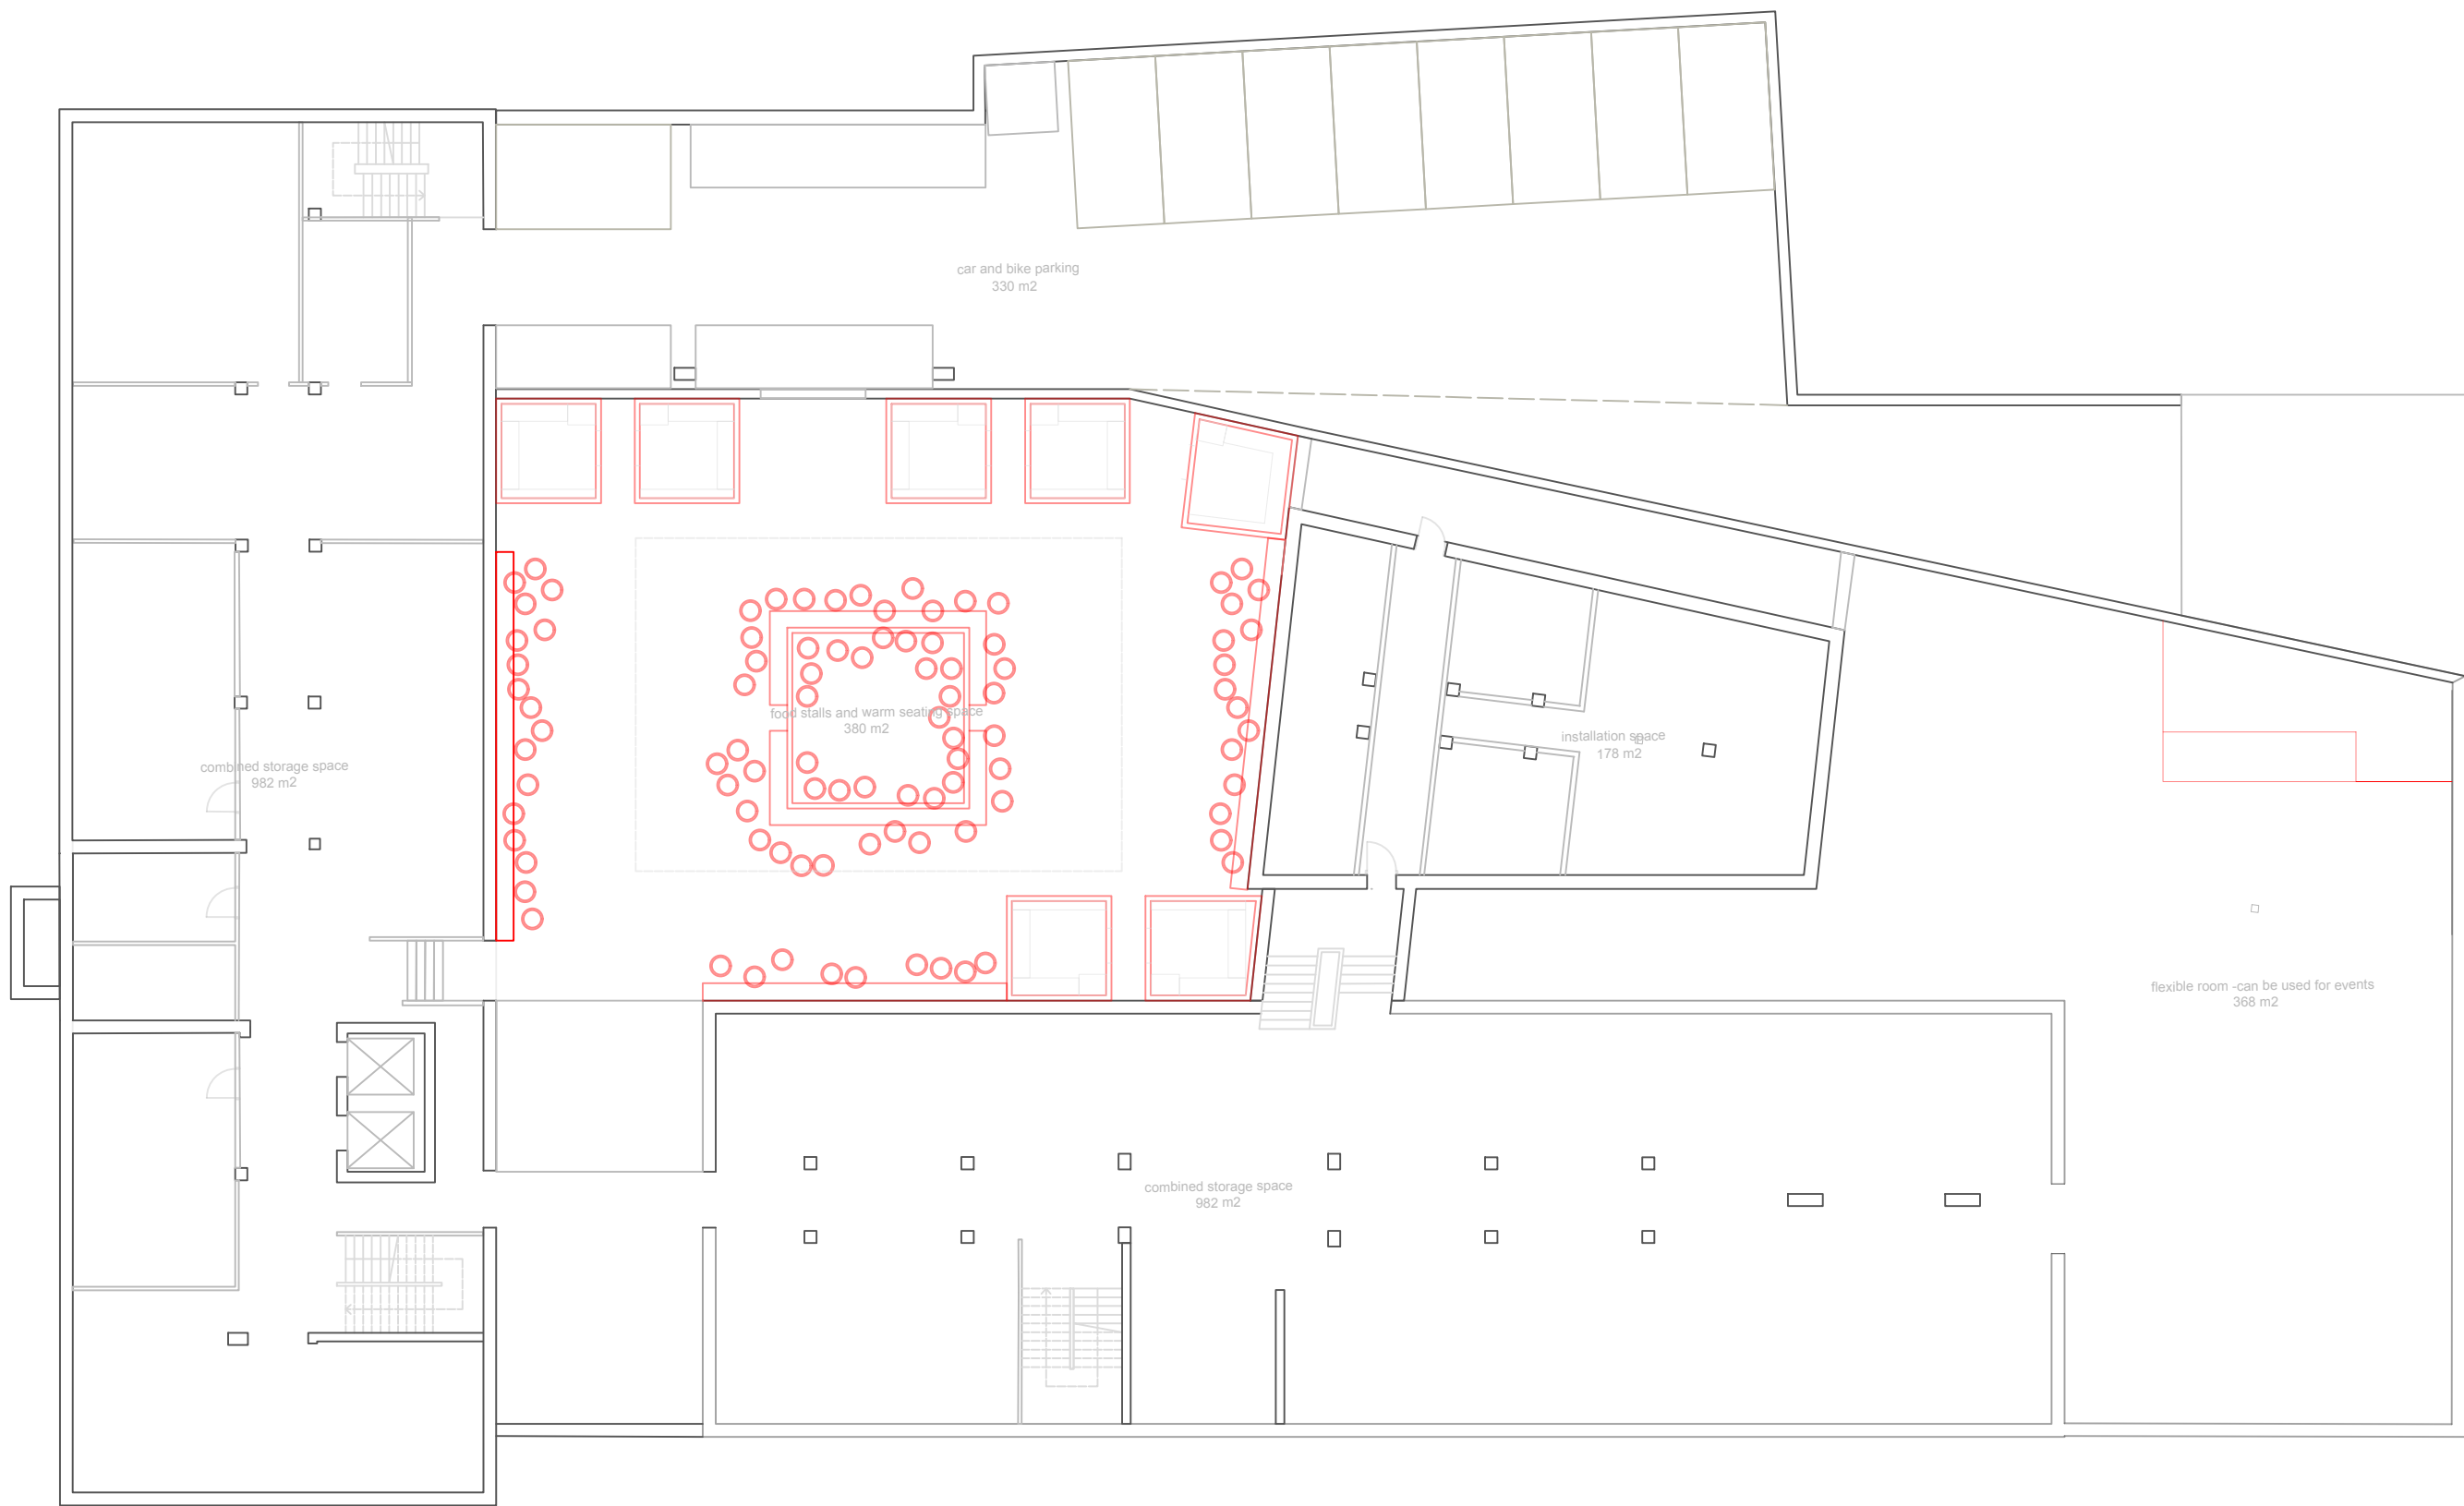 car and bike parking
330 m2
food stalls and warm seating space
380 m2
installation space
178 m2
combined storage space
982 m2
flexible room -can be used for events
368 m2
combined storage space
982 m2